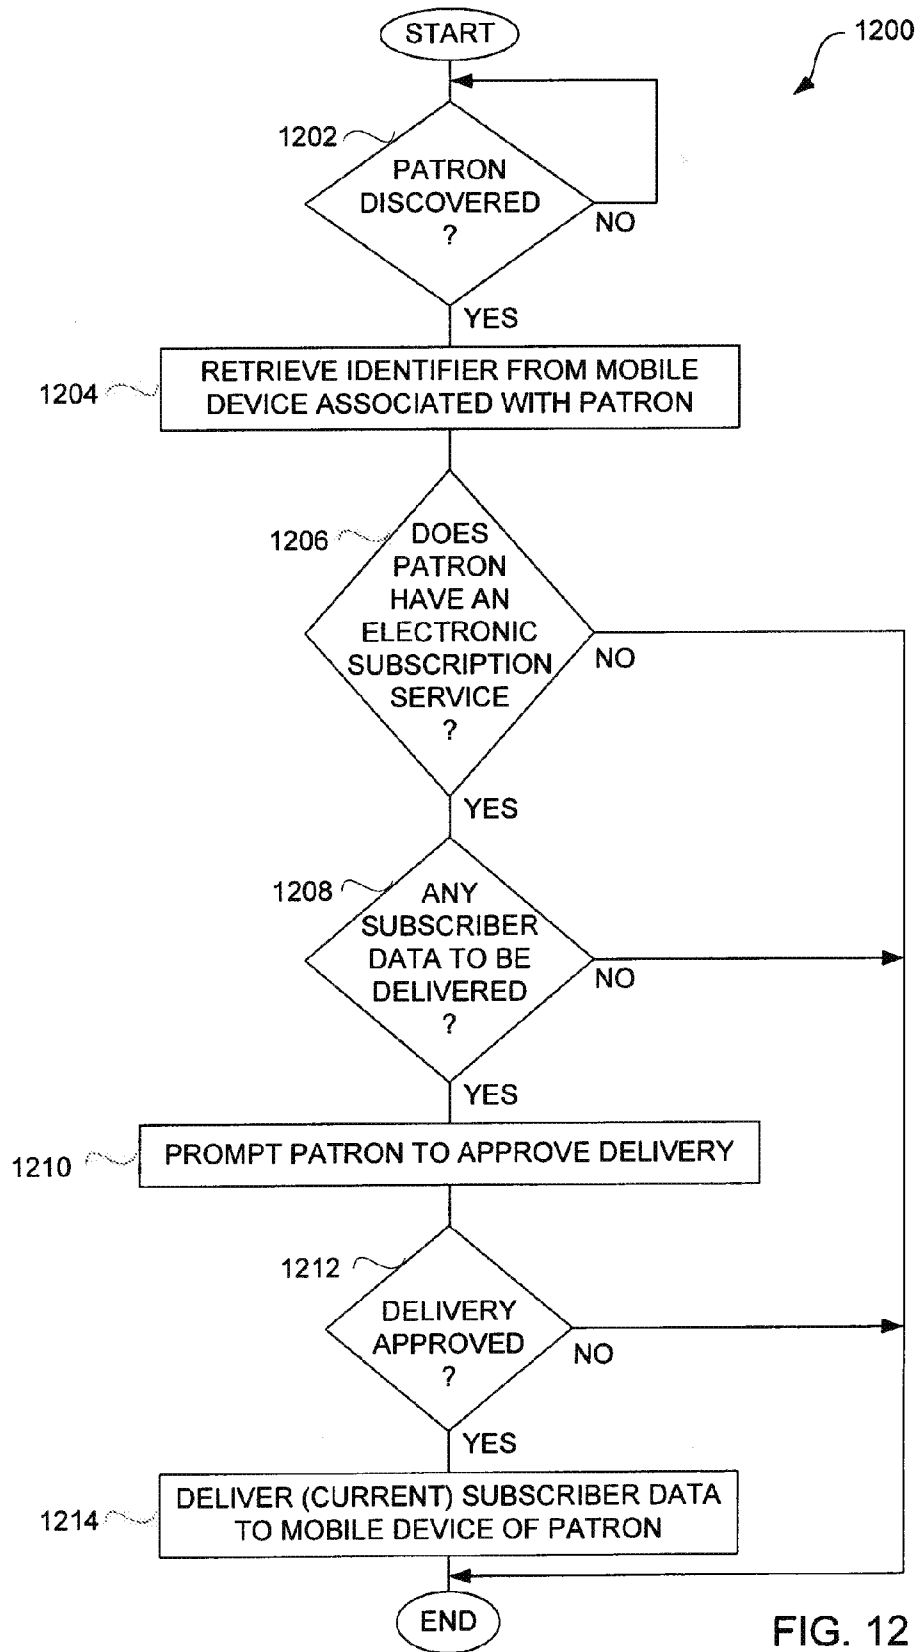 START
1200
1202
PATRON
DISCOVERED
?
NO
YES
1204
RETRIEVE IDENTIFIER FROM MOBILE
DEVICE ASSOCIATED WITH PATRON
1206
DOES
PATRON
HAVE AN
ELECTRONIC
SUBSCRIPTION
SERVICE
?
NO
YES
1208
ANY
SUBSCRIBER
DATA TO BE
DELIVERED
?
NO
YES
1210
PROMPT PATRON TO APPROVE DELIVERY
1212
DELIVERY
APPROVED
?
NO
YES
1214
DELIVER (CURRENT) SUBSCRIBER DATA
TO MOBILE DEVICE OF PATRON
END
FIG. 12